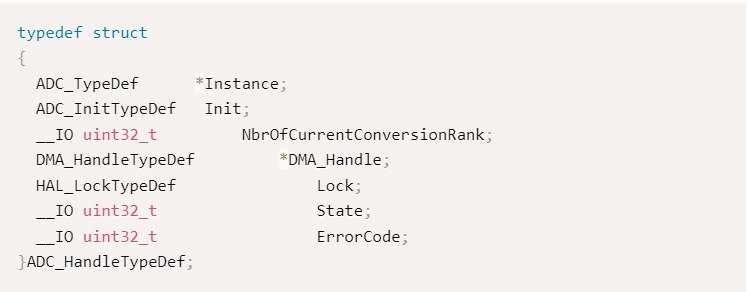 typedef struct
{
  ADC_TypeDef      *Instance;
  ADC_InitTypeDef   Init;
  __IO uint32_t         NbrOfCurrentConversionRank;
  DMA_HandleTypeDef         *DMA_Handle;
  HAL_LockTypeDef               Lock;
  __IO uint32_t                 State;
  __IO uint32_t                 ErrorCode;
}ADC_HandleTypeDef;